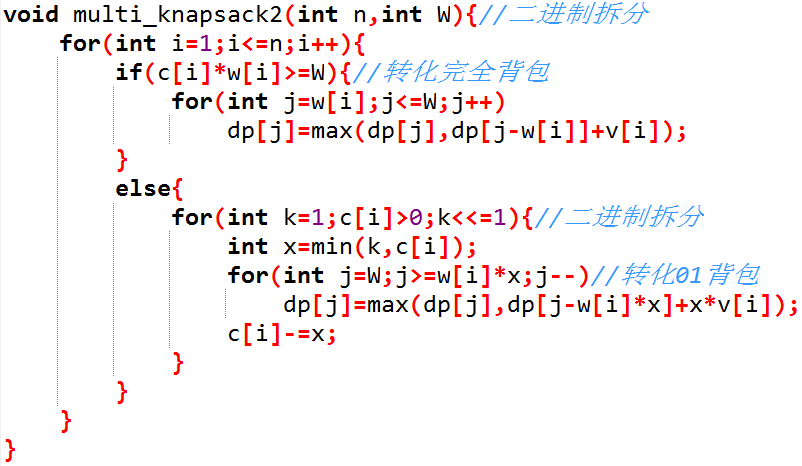 void multi_knapsack2(int n,int W){//二进制拆分
    for(int i=1;i<=n;i++){
        if(c[i]*w[i]>=W){//转化完全背包
            for(int j=w[i];j<=W;j++)
                dp[j]=max(dp[j],dp[j-w[i]]+v[i]);
        }
        else{
            for(int k=1;c[i]>0;k<<=1){//二进制拆分
                int x=min(k,c[i]);
                for(int j=W;j>=w[i]*x;j--)//转化01背包
                    dp[j]=max(dp[j],dp[j-w[i]*x]+x*v[i]);
                c[i]-=x;
            }
        }
    }
}